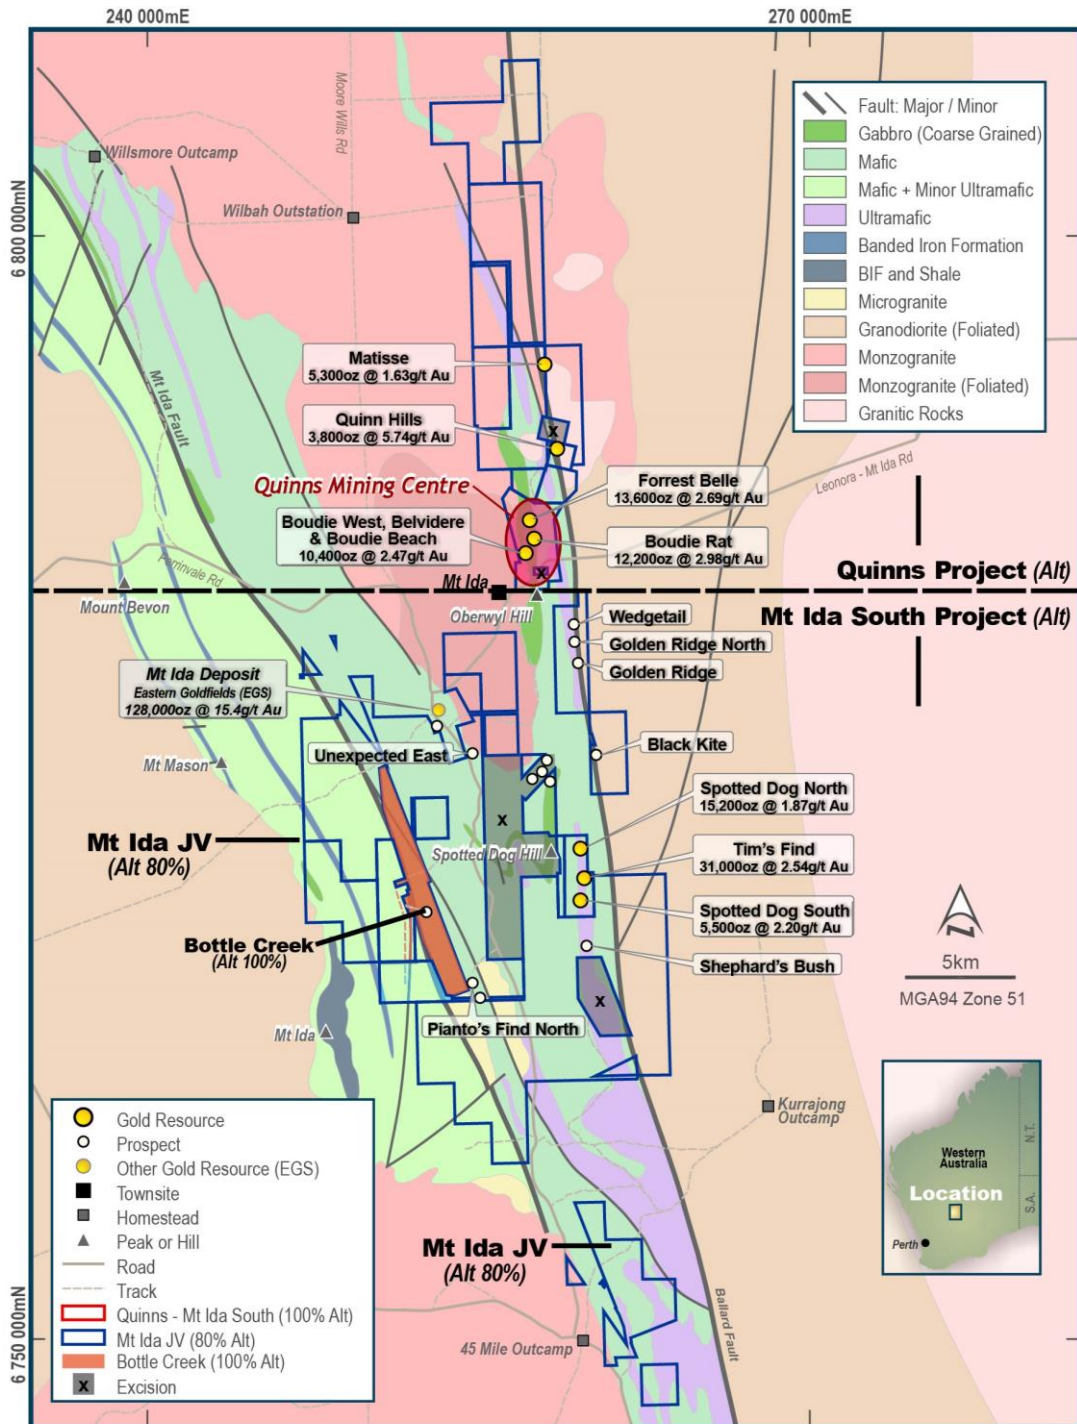 240 000mE
270 000mE
6 800 000mN
6 750 000mN
Fault: Major / Minor
Gabbro (Coarse Grained)
Mafic
Mafic + Minor Ultramafic
Ultramafic
Banded Iron Formation
BIF and Shale
Microgranite
Granodiorite (Foliated)
Monzogranite
Monzogranite (Foliated)
Granitic Rocks
Moore Wills Rd
Willsmore Outcamp
Wilbah Outstation
Mt Ida Fault
Matisse
5,300oz @ 1.63g/t Au
Quinn Hills
3,800oz @ 5.74g/t Au
x
Leonora - Mt Ida Rd
Quinns Mining Centre
Forrest Belle
13,600oz @ 2.69g/t Au
Boudie West, Belvidere
& Boudie Beach
10,400oz @ 2.47g/t Au
Boudie Rat
12,200oz @ 2.98g/t Au
x
Perrinvale Rd
Mt Ida
Quinns Project (Alt)
Mount Bevon
Oberwyl Hill
Mt Ida South Project (Alt)
Wedgetail
Golden Ridge North
Golden Ridge
Mt Ida Deposit
Eastern Goldfields (EGS)
128,000oz @ 15.4g/t Au
Unexpected East
Black Kite
Mt Mason
Spotted Dog North
15,200oz @ 1.87g/t Au
x
Mt Ida JV
(Alt 80%)
Spotted Dog Hill
Tim's Find
31,000oz @ 2.54g/t Au
Spotted Dog South
5,500oz @ 2.20g/t Au
Bottle Creek
(Alt 100%)
Shephard's Bush
5km
MGA94 Zone 51
x
Pianto's Find North
Mt Ida
Kurrajong
Outcamp
Mt Ida JV
(Alt 80%)
45 Mile Outcamp
Ballard Fault
Gold Resource
Prospect
Other Gold Resource (EGS)
Townsite
Homestead
Peak or Hill
Road
Track
Quinns - Mt Ida South (100% Alt)
Mt Ida JV (80% Alt)
Bottle Creek (100% Alt)
x Excision
Western
Australia
N.T.
S.A.
Location
Perth
N